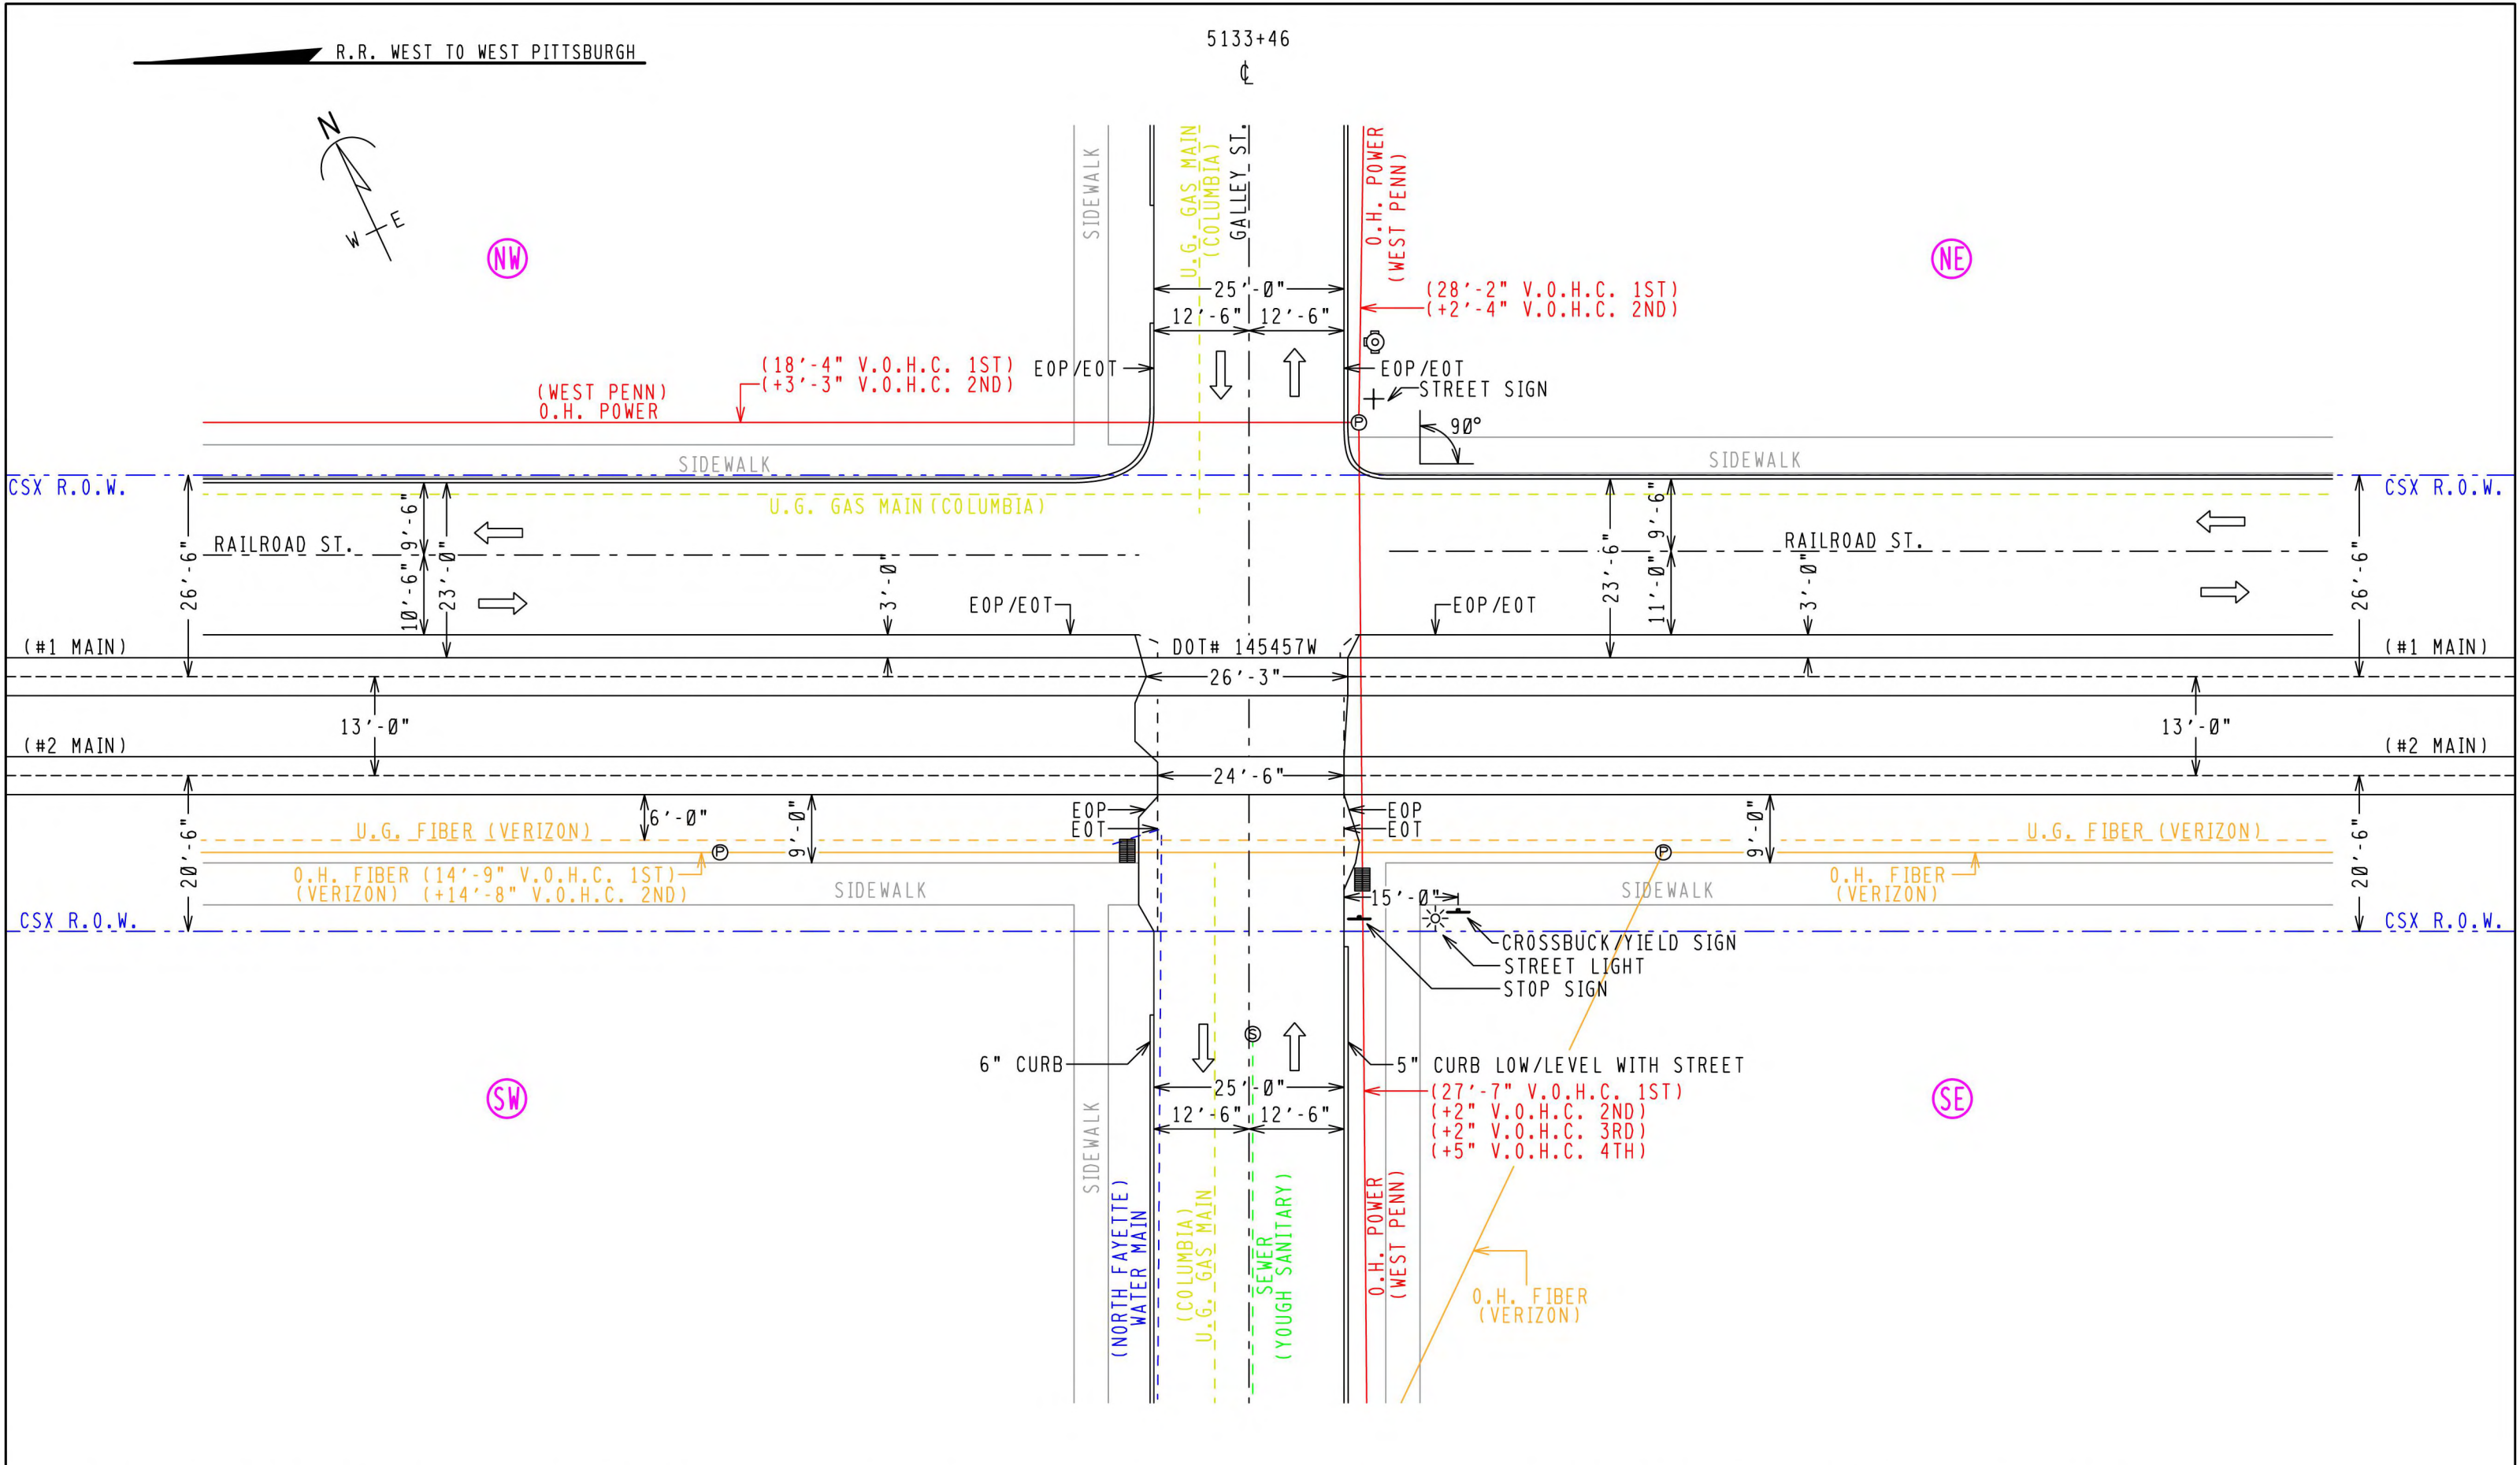 5133+46
℄
R.R. WEST TO WEST PITTSBURGH
N
W
E
NW
NE
SIDEWALK
U.G. GAS MAIN
(COLUMBIA)
GALLEY ST.
O.H. POWER
(WEST PENN)
25'-0"
12'-6"
12'-6"
(28'-2" V.O.H.C. 1ST)
(+2'-4" V.O.H.C. 2ND)
(18'-4" V.O.H.C. 1ST)
(+3'-3" V.O.H.C. 2ND)
(WEST PENN)
O.H. POWER
EOP/EOT
EOP/EOT
STREET SIGN
P
90°
SIDEWALK
SIDEWALK
CSX R.O.W.
CSX R.O.W.
U.G. GAS MAIN (COLUMBIA)
RAILROAD ST.
RAILROAD ST.
26'-6"
9'-6"
10'-6"
23'-0"
3'-0"
EOP/EOT
EOP/EOT
23'-6"
9'-6"
11'-0"
3'-0"
26'-6"
(#1 MAIN)
DOT# 145457W
(#1 MAIN)
26'-3"
13'-0"
13'-0"
(#2 MAIN)
(#2 MAIN)
24'-6"
20'-6"
6'-0"
9'-0"
EOP
EOT
EOP
EOT
9'-0"
20'-6"
U.G. FIBER (VERIZON)
U.G. FIBER (VERIZON)
P
P
O.H. FIBER (14'-9" V.O.H.C. 1ST)
(VERIZON) (+14'-8" V.O.H.C. 2ND)
SIDEWALK
15'-0"
SIDEWALK
O.H. FIBER
(VERIZON)
CSX R.O.W.
CSX R.O.W.
CROSSBUCK/YIELD SIGN
STREET LIGHT
STOP SIGN
S
6" CURB
5" CURB LOW/LEVEL WITH STREET
SW
SE
25'-0"
12'-6"
12'-6"
(27'-7" V.O.H.C. 1ST)
(+2" V.O.H.C. 2ND)
(+2" V.O.H.C. 3RD)
(+5" V.O.H.C. 4TH)
SIDEWALK
(NORTH FAYETTE)
WATER MAIN
(COLUMBIA)
U.G. GAS MAIN
SEWER
(YOUGH SANITARY)
O.H. POWER
(WEST PENN)
O.H. FIBER
(VERIZON)